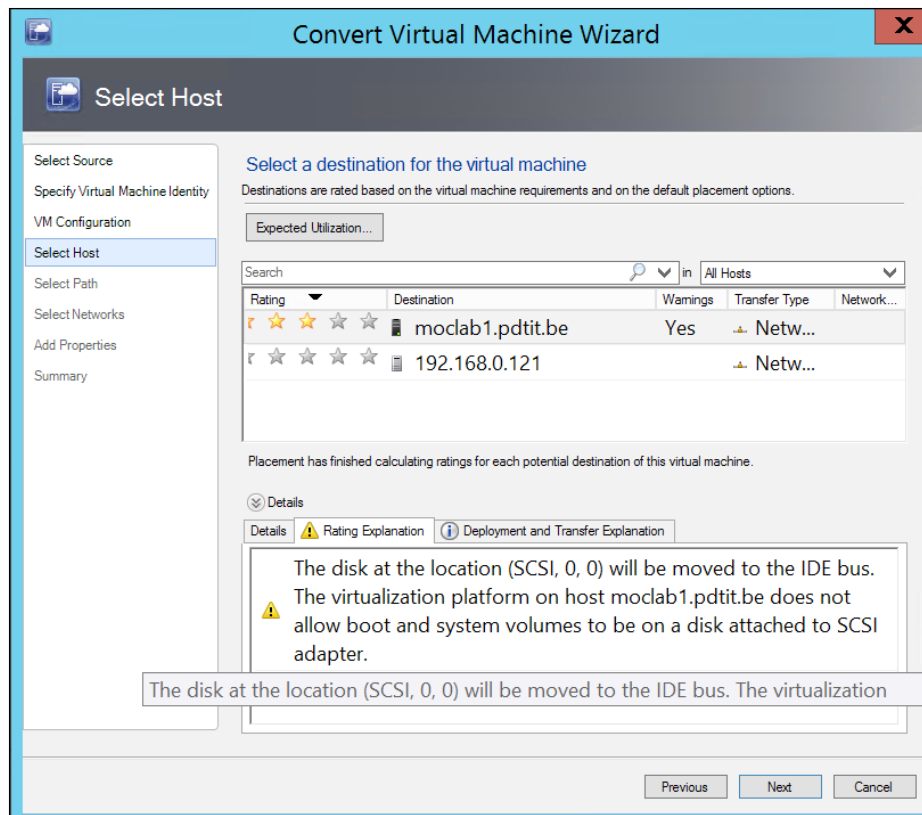 Convert Virtual Machine Wizard
X
Select Host
Select Source
Specify Virtual Machine Identity
VM Configuration
Select Host
Select Path
Select Networks
Add Properties
Summary
Select a destination for the virtual machine
Destinations are rated based on the virtual machine requirements and on the default placement options.
Expected Utilization...
Search in All Hosts
Rating Destination Warnings Transfer Type Network...
moclab1.pdtit.be Yes Netw...
192.168.0.121 Netw...
Placement has finished calculating ratings for each potential destination of this virtual machine.
Details
Details Rating Explanation Deployment and Transfer Explanation
The disk at the location (SCSI, 0, 0) will be moved to the IDE bus.
The virtualization platform on host moclab1.pdtit.be does not
allow boot and system volumes to be on a disk attached to SCSI
adapter.
The disk at the location (SCSI, 0, 0) will be moved to the IDE bus. The virtualization
Previous Next Cancel